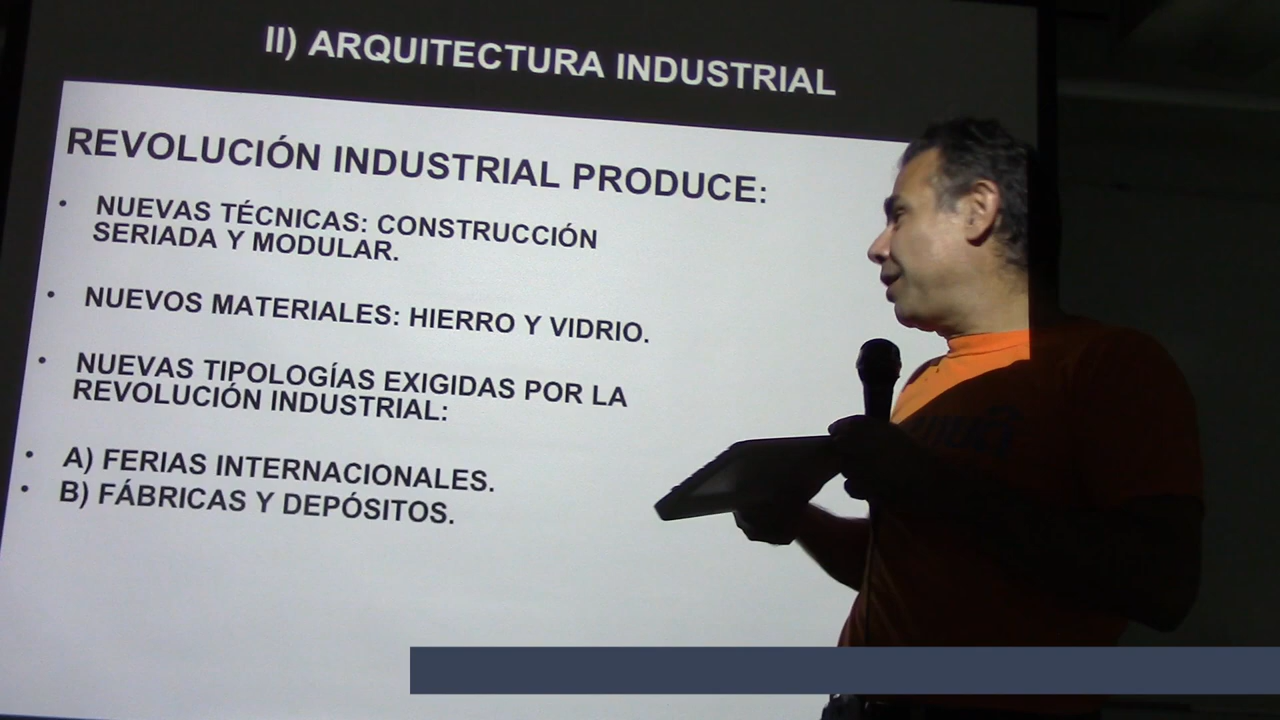 II) ARQUITECTURA INDUSTRIAL
REVOLUCIÓN INDUSTRIAL PRODUCE:
• NUEVAS TÉCNICAS: CONSTRUCCIÓN
SERIADA Y MODULAR.
• NUEVOS MATERIALES: HIERRO Y VIDRIO.
• NUEVAS TIPOLOGÍAS EXIGIDAS POR LA
REVOLUCIÓN INDUSTRIAL:
• A) FERIAS INTERNACIONALES.
• B) FÁBRICAS Y DEPÓSITOS.